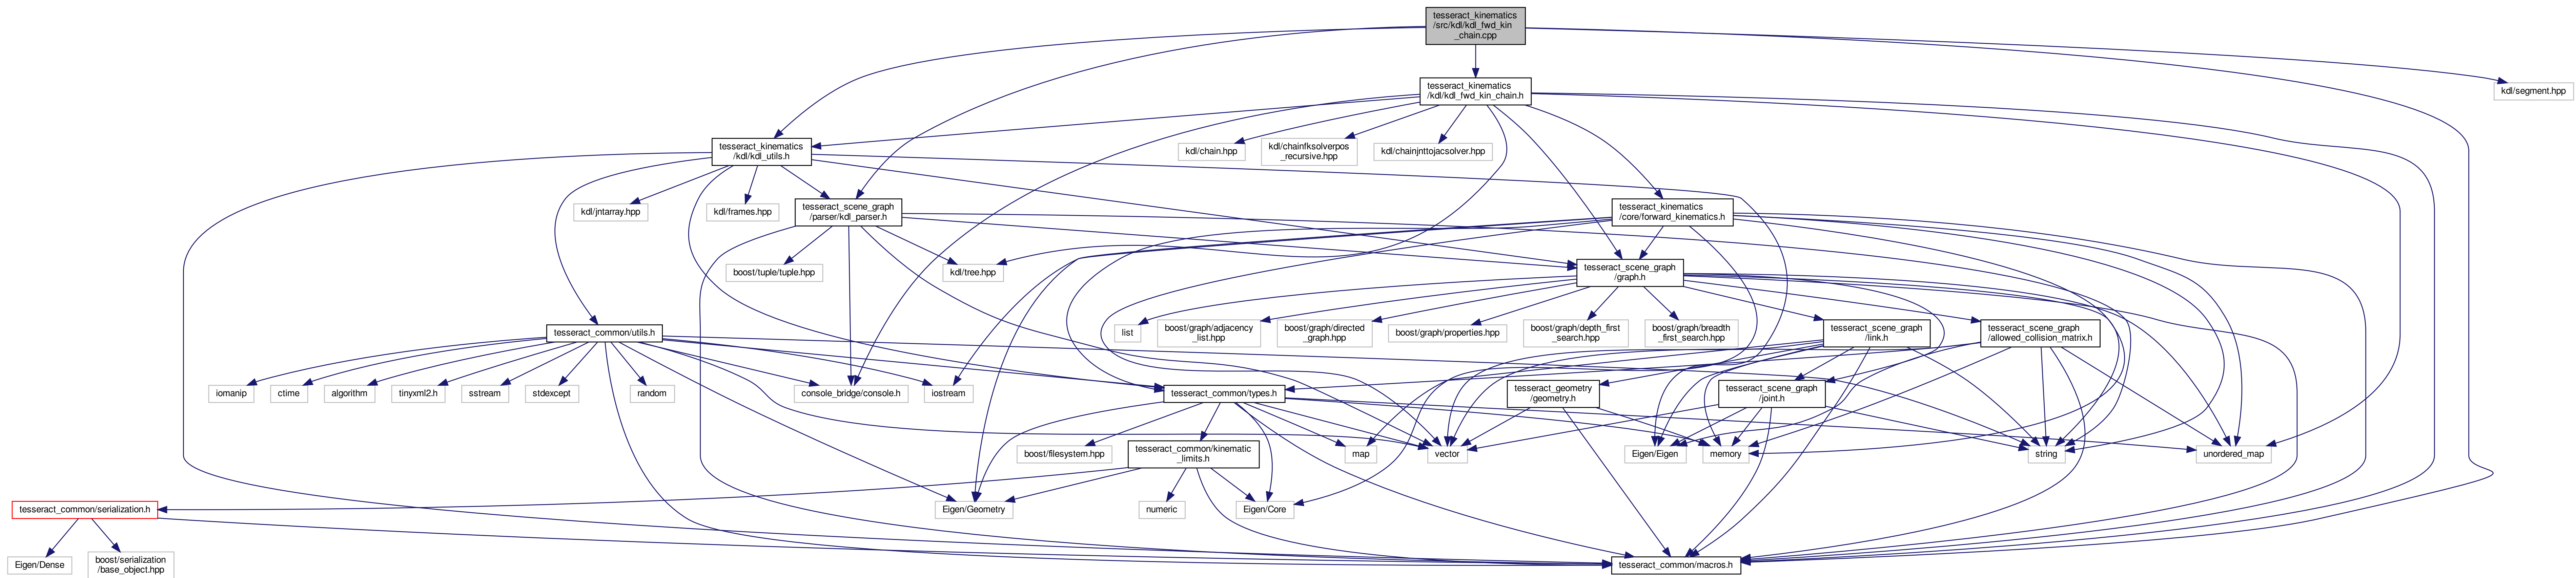 tesseract_kinematics
/src/kdl/kdl_fwd_kin
_chain.cpp
tesseract_kinematics
/kdl/kdl_fwd_kin_chain.h
kdl/segment.hpp
tesseract_kinematics
/kdl/kdl_utils.h
kdl/chain.hpp
kdl/chainfksolverpos
_recursive.hpp
kdl/chainjnttojacsolver.hpp
kdl/jntarray.hpp
kdl/frames.hpp
tesseract_scene_graph
/parser/kdl_parser.h
tesseract_kinematics
/core/forward_kinematics.h
boost/tuple/tuple.hpp
kdl/tree.hpp
tesseract_scene_graph
/graph.h
tesseract_common/utils.h
list
boost/graph/adjacency
_list.hpp
boost/graph/directed
_graph.hpp
boost/graph/properties.hpp
boost/graph/depth_first
_search.hpp
boost/graph/breadth
_first_search.hpp
tesseract_scene_graph
/link.h
tesseract_scene_graph
/allowed_collision_matrix.h
iomanip
ctime
algorithm
tinyxml2.h
sstream
stdexcept
random
console_bridge/console.h
iostream
tesseract_common/types.h
tesseract_geometry
/geometry.h
tesseract_scene_graph
/joint.h
boost/filesystem.hpp
tesseract_common/kinematic
_limits.h
map
vector
Eigen/Eigen
memory
string
unordered_map
tesseract_common/serialization.h
Eigen/Geometry
numeric
Eigen/Core
Eigen/Dense
boost/serialization
/base_object.hpp
tesseract_common/macros.h